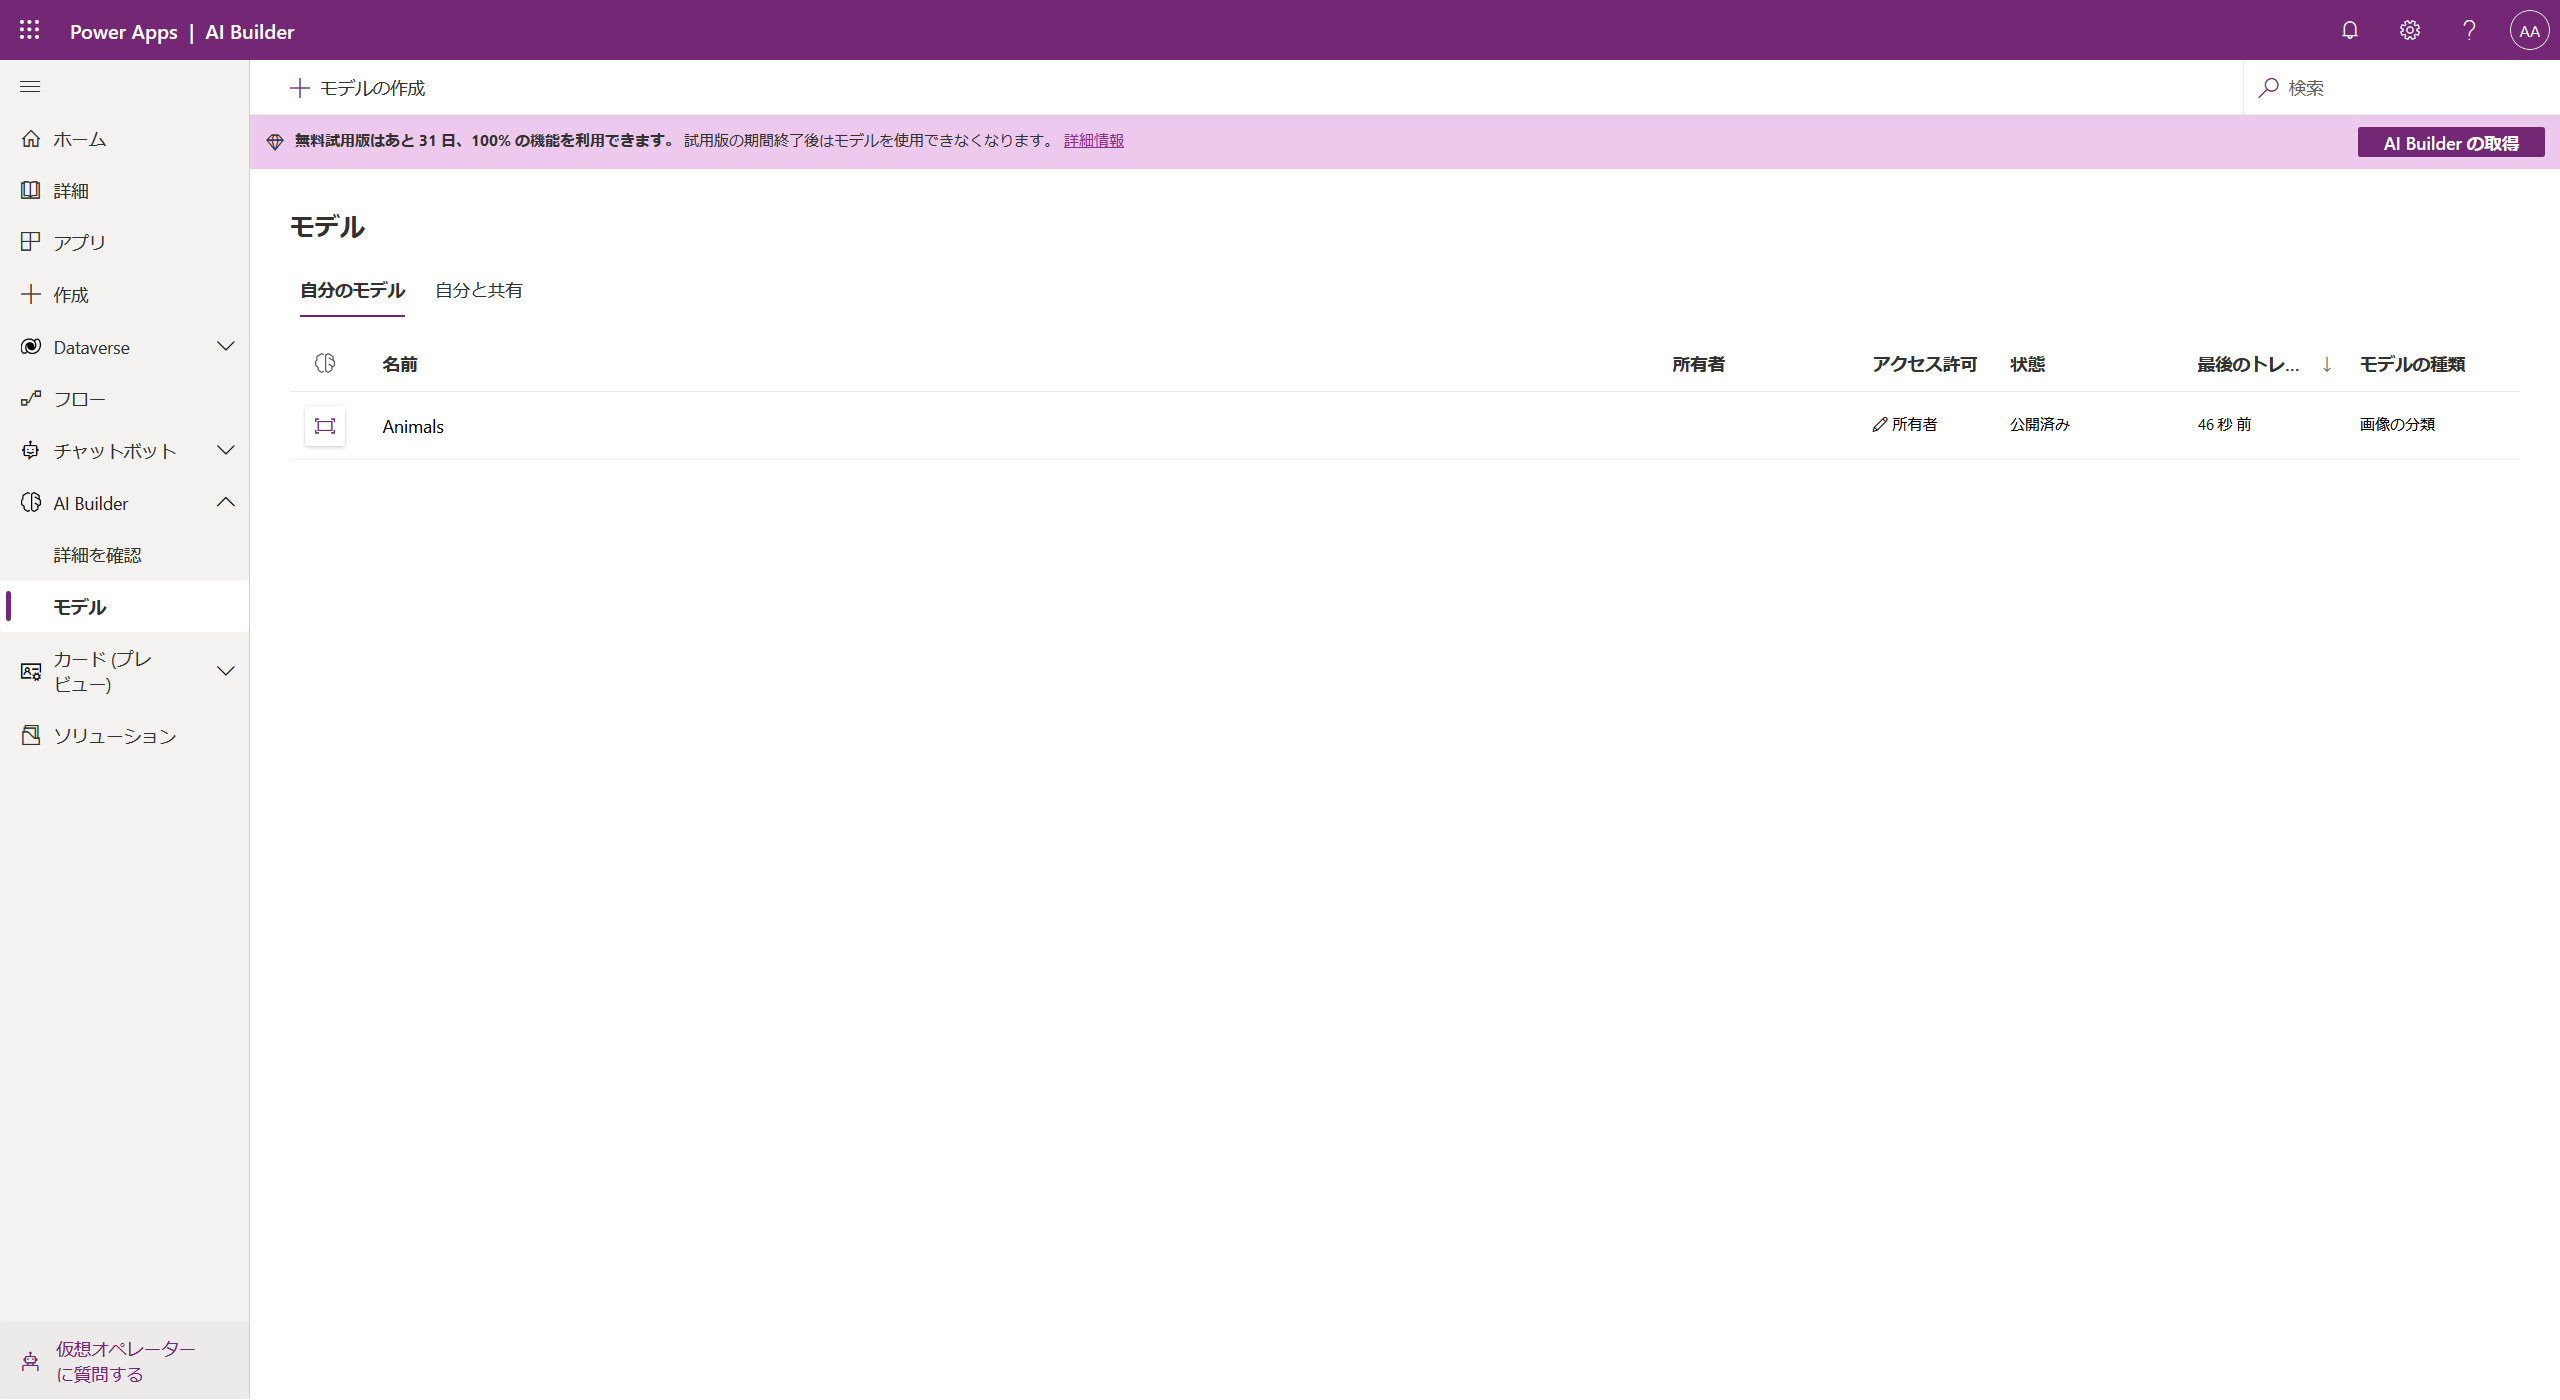 Power Apps | AI Builder
AA
モデルの作成
検索
無料試用版はあと 31 日、100% の機能を利用できます。 試用版の期間終了後はモデルを使用できなくなります。 詳細情報
AI Builder の取得
ホーム
詳細
アプリ
作成
Dataverse
フロー
チャットボット
AI Builder
詳細を確認
モデル
カード (プレ
ビュー)
ソリューション
仮想オペレーター
に質問する
モデル
自分のモデル 自分と共有
名前 所有者 アクセス許可 状態 最後のトレ... ↓ モデルの種類
Animals 所有者 公開済み 46 秒 前 画像の分類